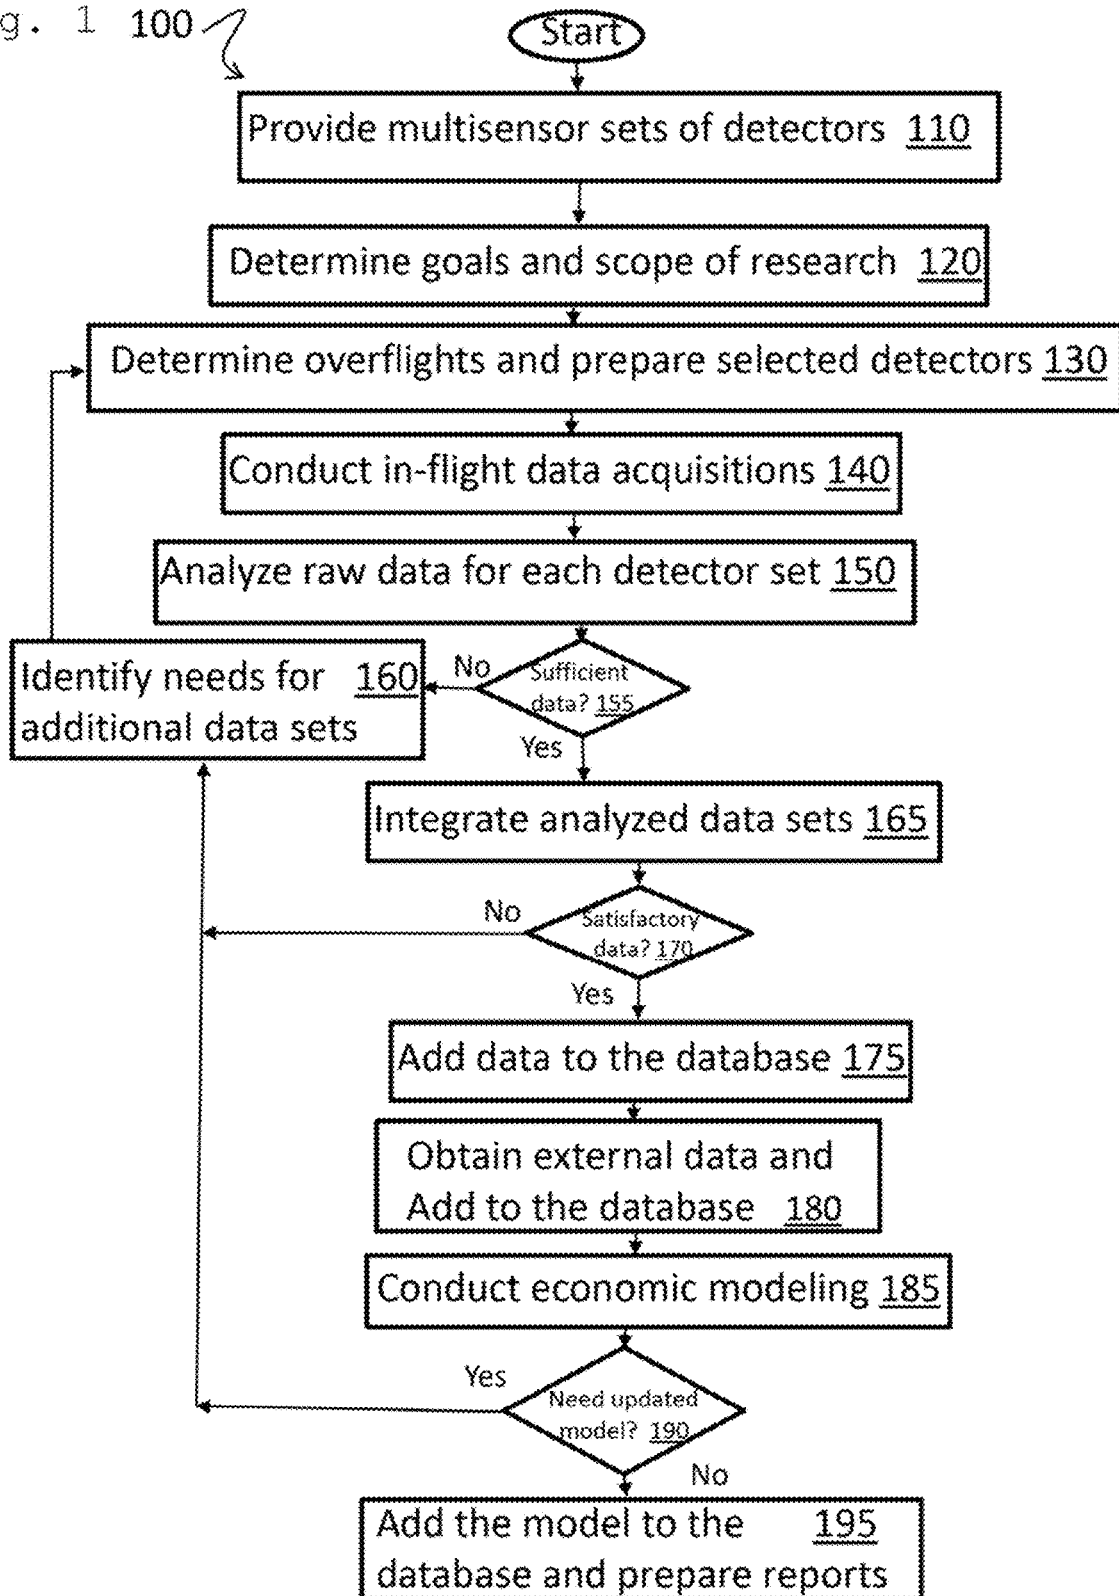 g. 1 100
Start
Provide multisensor sets of detectors 110
Determine goals and scope of research 120
Determine overflights and prepare selected detectors 130
Conduct in-flight data acquisitions 140
Analyze raw data for each detector set 150
Identify needs for 160
additional data sets
No
Sufficient
data? 155
Yes
Integrate analyzed data sets 165
No
Satisfactory
data? 170
Yes
Add data to the database 175
Obtain external data and
Add to the database 180
Conduct economic modeling 185
Yes
Need updated
model? 190
No
Add the model to the 195
database and prepare reports